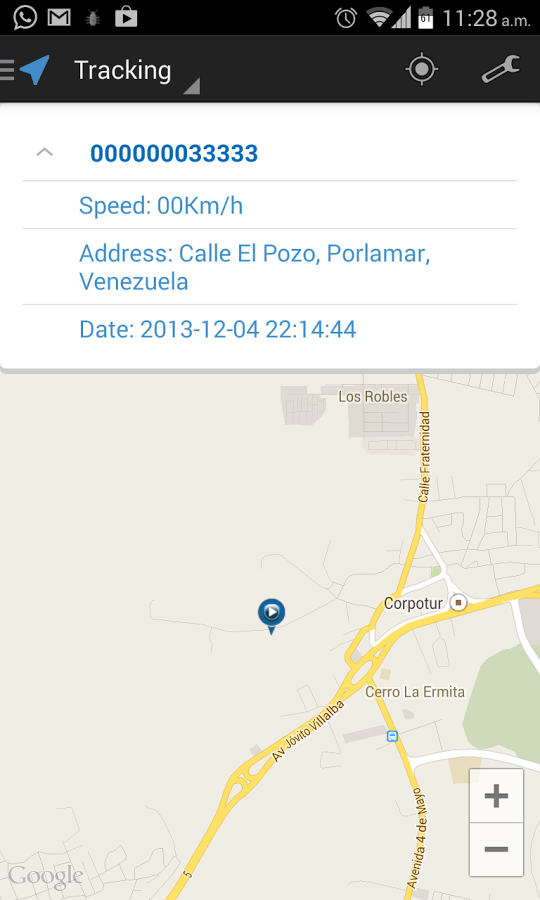 61
11:28 a.m.
Tracking
000000033333
Speed: 00Km/h
Address: Calle El Pozo, Porlamar,
Venezuela
Date: 2013-12-04 22:14:44
Los Robles
Calle Fraternidad
Corpotur
Cerro La Ermita
Av Jóvito Villalba
Avenida 4 de Mayo
5
+
−
Google